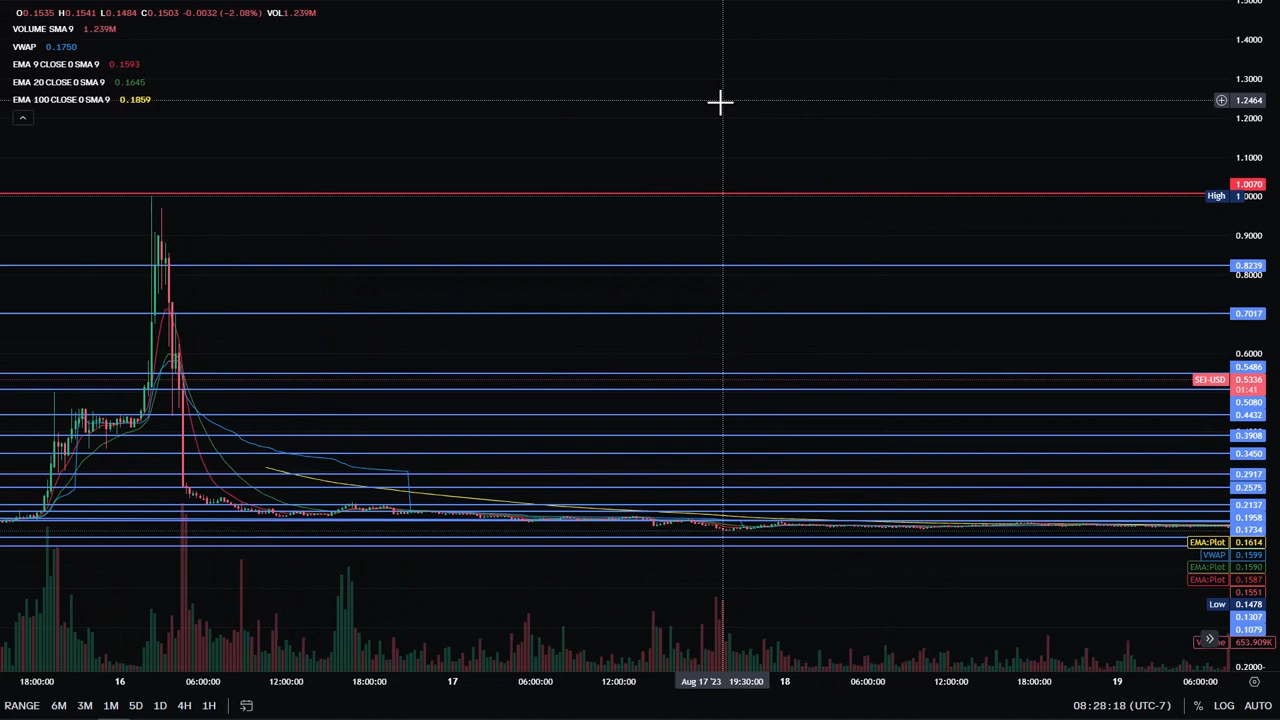 O0.1535 H0.1541 L0.1484 C0.1503 -0.0032 (-2.08%) VOL1.239M
VOLUME SMA 9 1.239M
VWAP 0.1750
EMA 9 CLOSE 0 SMA 9 0.1593
EMA 20 CLOSE 0 SMA 9 0.1645
EMA 100 CLOSE 0 SMA 9 0.1859
1.5000
1.4000
1.3000
1.2464
1.2000
1.1000
1.0070
High 1.0000
0.9000
0.8239
0.8000
0.7017
0.6000
0.5486
SEI-USD 0.5336
01:41
0.5080
0.4432
0.3908
0.3450
0.2917
0.2575
0.2137
0.1958
0.1734
EMA:Plot 0.1614
VWAP 0.1599
EMA:Plot 0.1590
EMA:Plot 0.1587
0.1551
Low 0.1478
0.1307
0.1079
653.909K
-0.2000
18:00:00 16 06:00:00 12:00:00 18:00:00 17 06:00:00 12:00:00 Aug 17 '23 19:30:00 18 06:00:00 12:00:00 18:00:00 19 06:00:00
RANGE 6M 3M 1M 5D 1D 4H 1H 08:28:18 (UTC-7) % LOG AUTO